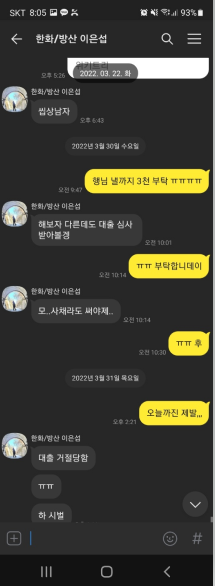 SKT 8:05
93%
한화/방산 이은섭
2022. 03. 22. 화
오후 5:26
한화/방산 이은섭
씹상남자
오후 6:43
2022년 3월 30일 수요일
행님 낼까지 3천 부탁 ㅠㅠㅠㅠ
오전 9:47
한화/방산 이은섭
해보자 다른데도 대출 심사
받아볼겡
오전 10:01
ㅠㅠ 부탁합니데이
오전 10:14
한화/방산 이은섭
모..사채라도 써야제..
오전 10:14
ㅠㅠ 후
오전 10:30
2022년 3월 31일 목요일
오늘까진 제발,,,
오후 2:21
한화/방산 이은섭
대출 거절당함
ㅠㅠ
하 시벌
#